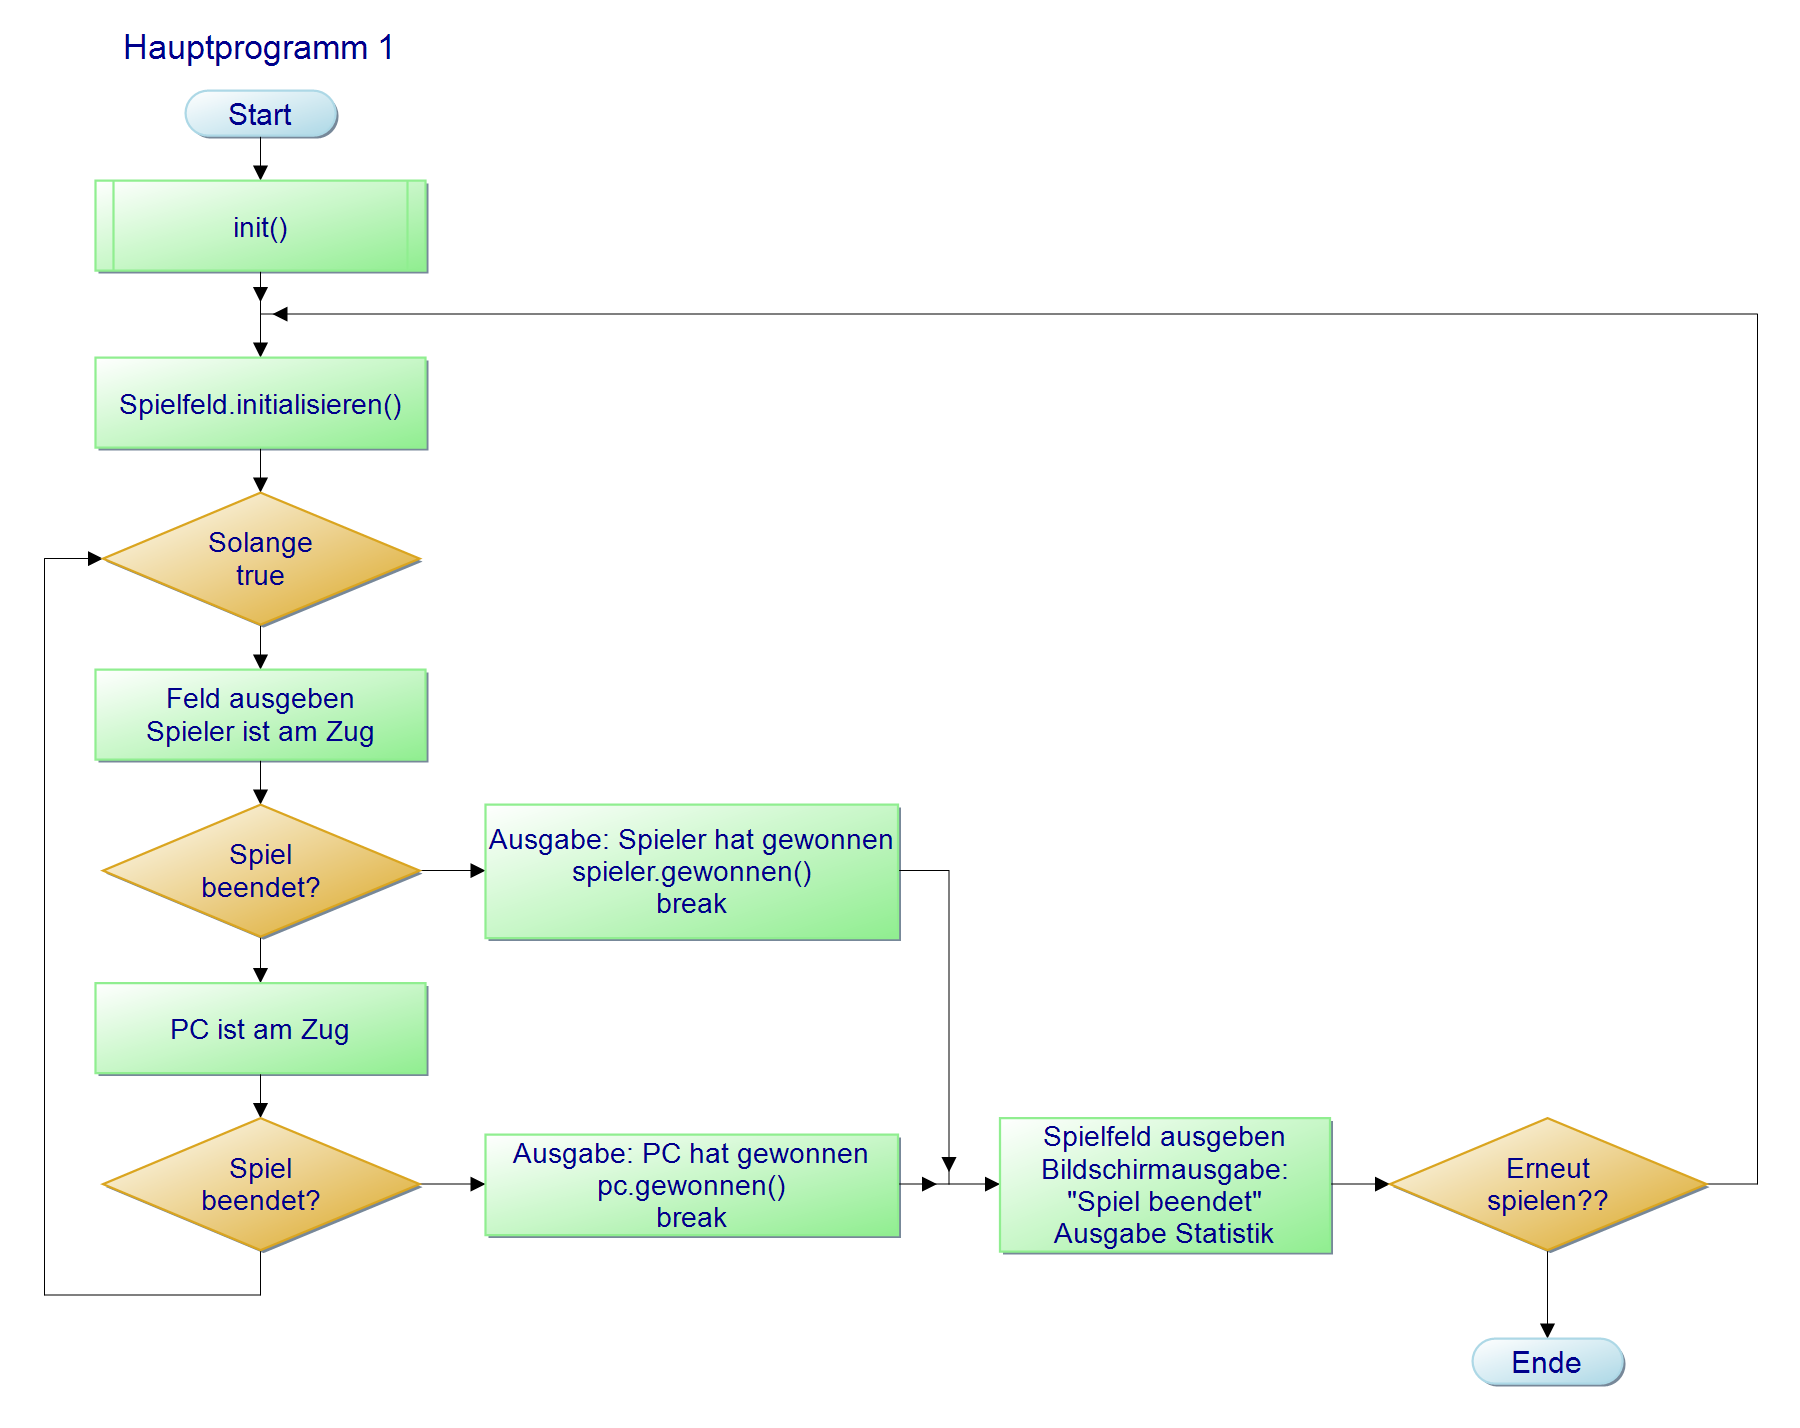 Hauptprogramm 1
Start
init()
Spielfeld.initialisieren()
Solange
true
Feld ausgeben
Spieler ist am Zug
Spiel
beendet?
Ausgabe: Spieler hat gewonnen
spieler.gewonnen()
break
PC ist am Zug
Spiel
beendet?
Ausgabe: PC hat gewonnen
pc.gewonnen()
break
Spielfeld ausgeben
Bildschirmausgabe:
"Spiel beendet"
Ausgabe Statistik
Erneut
spielen??
Ende